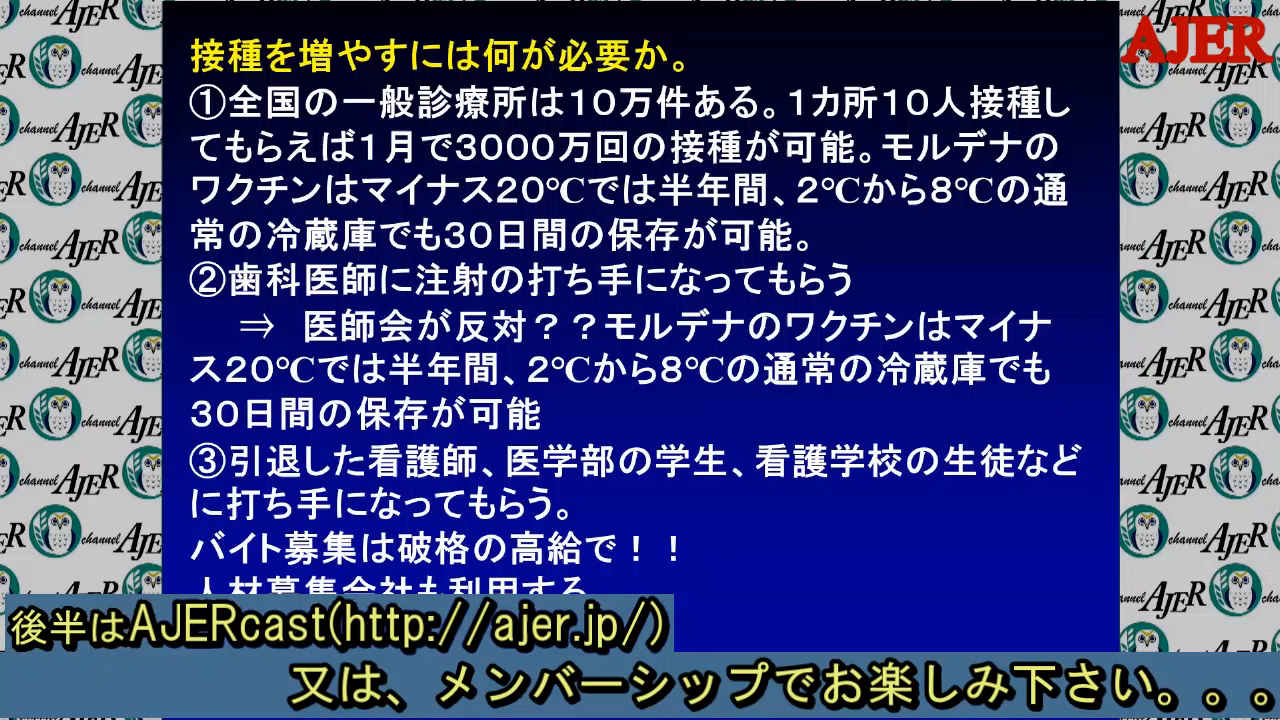 AJER
接種を増やすには何が必要か。
①全国の一般診療所は10万件ある。1カ所10人接種し
てもらえば1月で3000万回の接種が可能。モルデナの
ワクチンはマイナス20℃では半年間、2℃から8℃の通
常の冷蔵庫でも30日間の保存が可能。
②歯科医師に注射の打ち手になってもらう
⇒ 医師会が反対？？モルデナのワクチンはマイナ
ス20℃では半年間、2℃から8℃の通常の冷蔵庫でも
30日間の保存が可能
③引退した看護師、医学部の学生、看護学校の生徒など
に打ち手になってもらう。
バイト募集は破格の高給で！！
人材募集会社も利用する
後半はAJERcast(http://ajer.jp/)
又は、メンバーシップでお楽しみ下さい。。。
channel AJER